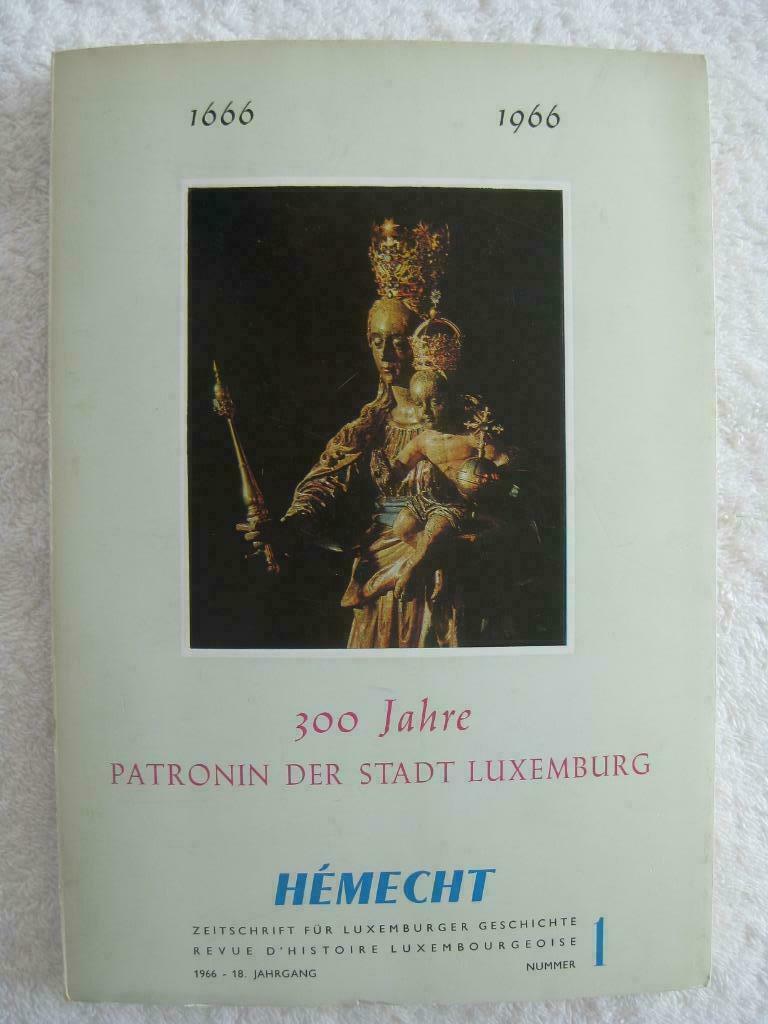 1666 1966
300 Jahre
PATRONIN DER STADT LUXEMBURG
HÉMECHT
ZEITSCHRIFT FÜR LUXEMBURGER GESCHICHTE
REVUE D'HISTOIRE LUXEMBOURGEOISE
1966 - 18. JAHRGANG NUMMER 1